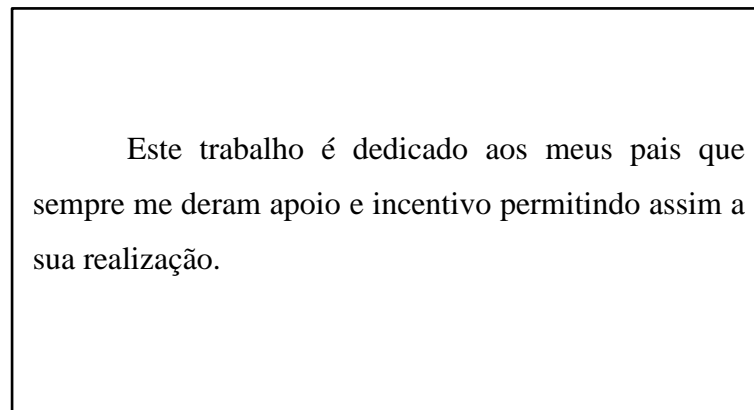 Este trabalho é dedicado aos meus pais que
sempre me deram apoio e incentivo permitindo assim a
sua realização.